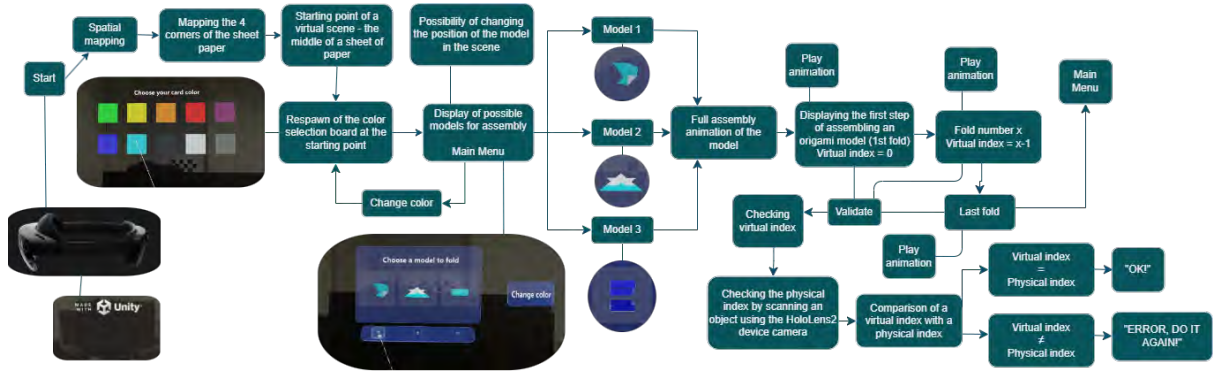 Start
Spatial
mapping
Mapping the 4
corners of the sheet
paper
Starting point of a
virtual scene - the
middle of a sheet of
paper
Possibility of changing
the position of the model
in the scene
Choose your card color
Respawn of the color
selection board at the
starting point
Display of possible
models for assembly
Main Menu
Change color
MADE
WITH
Unity
Choose a model to fold
Change color
Model 1
Model 2
Model 3
Full assembly
animation of the
model
Play
animation
Displaying the first step
of assembling an
origami model (1st fold)
Virtual index = 0
Play
animation
Fold number x
Virtual index = x-1
Main
Menu
Last fold
Play
animation
Validate
Checking
virtual index
Checking the physical
index by scanning an
object using the HoloLens2
device camera
Comparison of a
virtual index with a
physical index
Virtual index
=
Physical index
"OK!"
Virtual index
≠
Physical index
"ERROR, DO IT
AGAIN!"